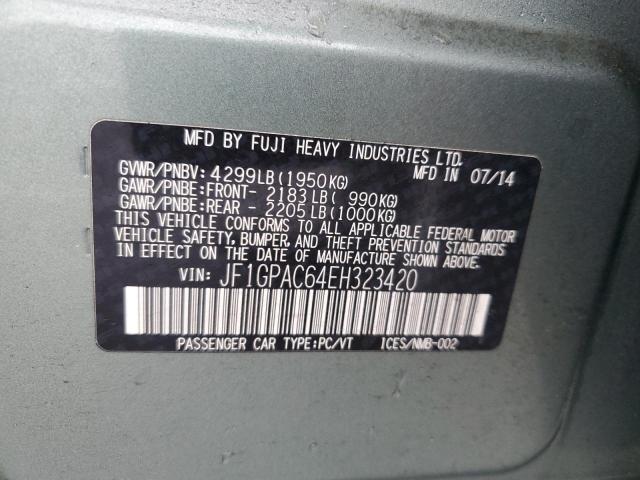 MFD BY FUJI HEAVY INDUSTRIES LTD.
GVWR/PNBV: 4299LB(1950KG) MFD IN 07/14
GAWR/PNBE:FRONT- 2183LB( 990KG)
GAWR/PNBE:REAR - 2205LB(1000KG)
THIS VEHICLE CONFORMS TO ALL APPLICABLE FEDERAL MOTOR
VEHICLE SAFETY, BUMPER, AND THEFT PREVENTION STANDARDS
IN EFFECT ON THE DATE OF MANUFACTURE SHOWN ABOVE.
VIN: JF1GPAC64EH323420
PASSENGER CAR TYPE:PC/VT ICES/NMB-002